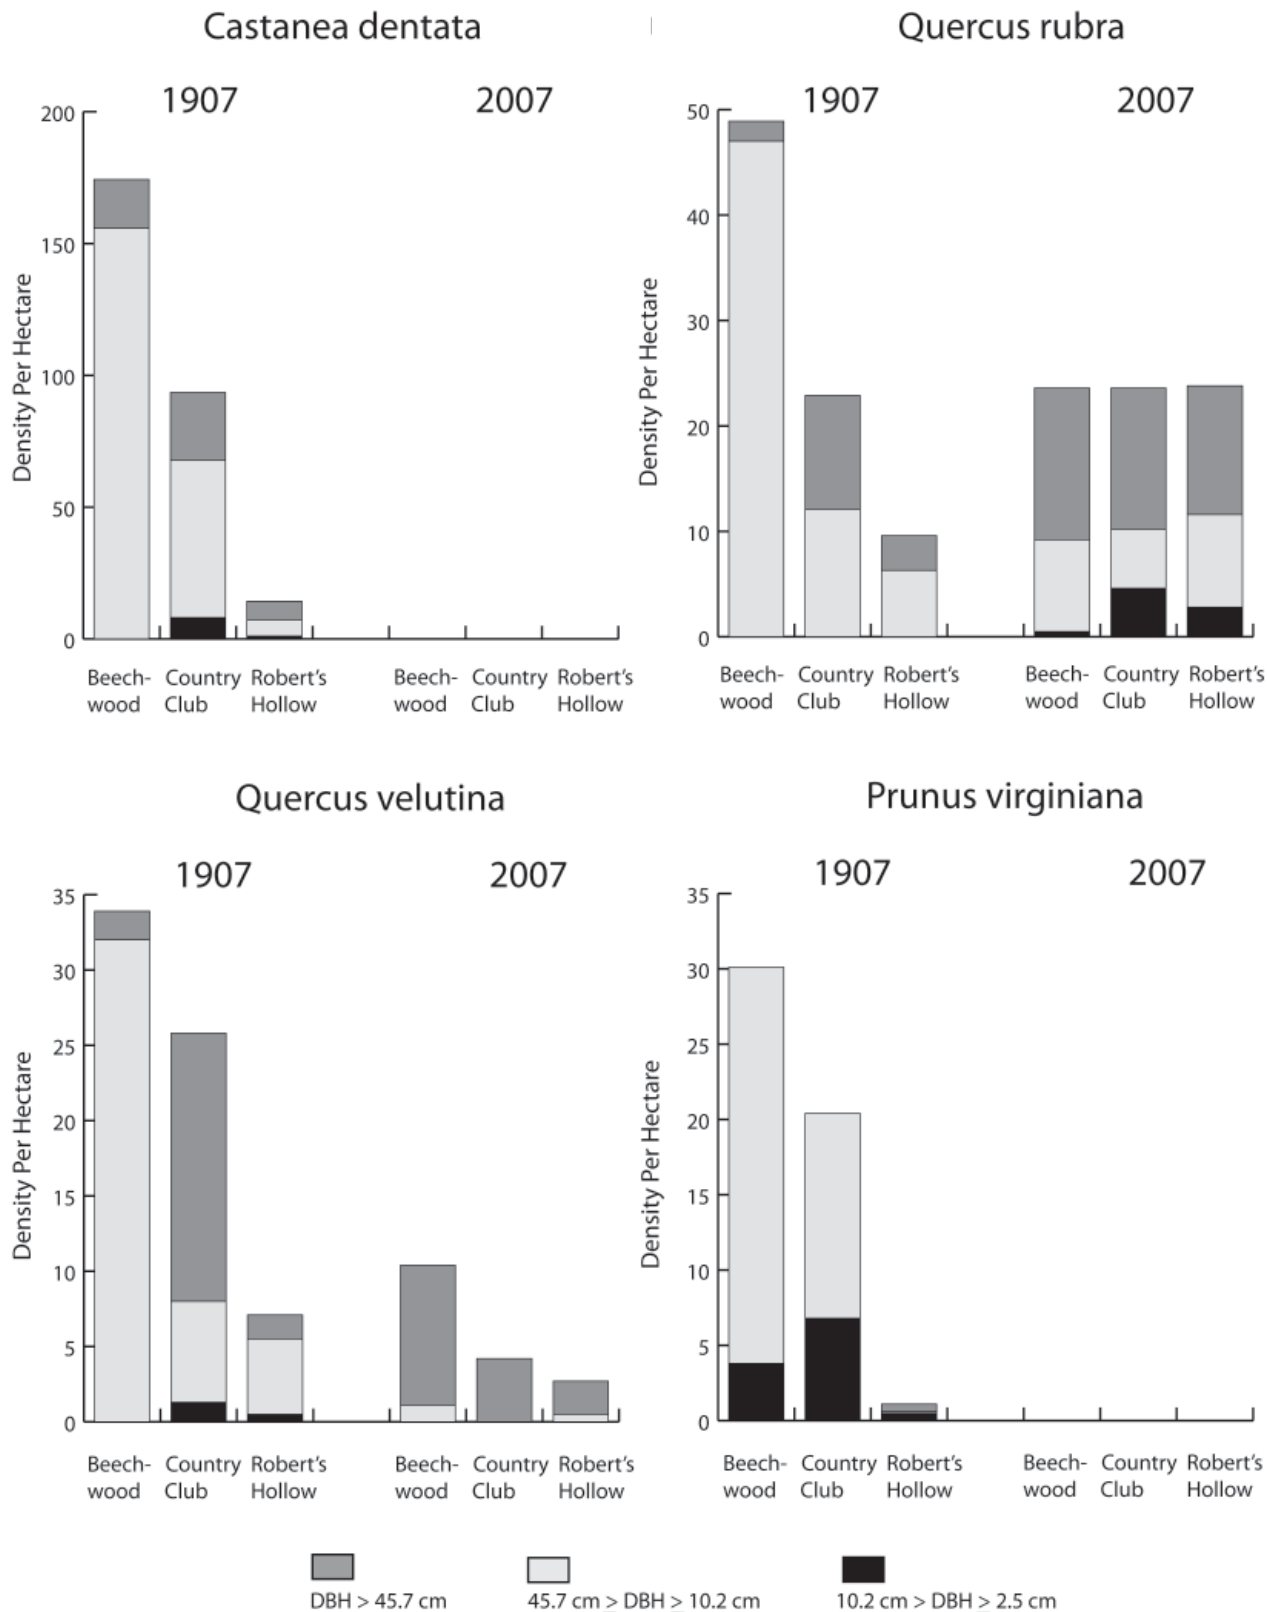 Castanea dentata
Quercus rubra
1907 2007
1907 2007
200
150
100
50
0
Density Per Hectare
Beech- Country Robert's Beech- Country Robert's
wood Club Hollow wood Club Hollow
50
40
30
20
10
0
Density Per Hectare
Beech- Country Robert's Beech- Country Robert's
wood Club Hollow wood Club Hollow
Quercus velutina
Prunus virginiana
1907 2007
1907 2007
35
30
25
20
15
10
5
0
Density Per Hectare
Beech- Country Robert's Beech- Country Robert's
wood Club Hollow wood Club Hollow
35
30
25
20
15
10
5
0
Density Per Hectare
Beech- Country Robert's Beech- Country Robert's
wood Club Hollow wood Club Hollow
DBH > 45.7 cm
45.7 cm > DBH ≥ 10.2 cm
10.2 cm > DBH ≥ 2.5 cm